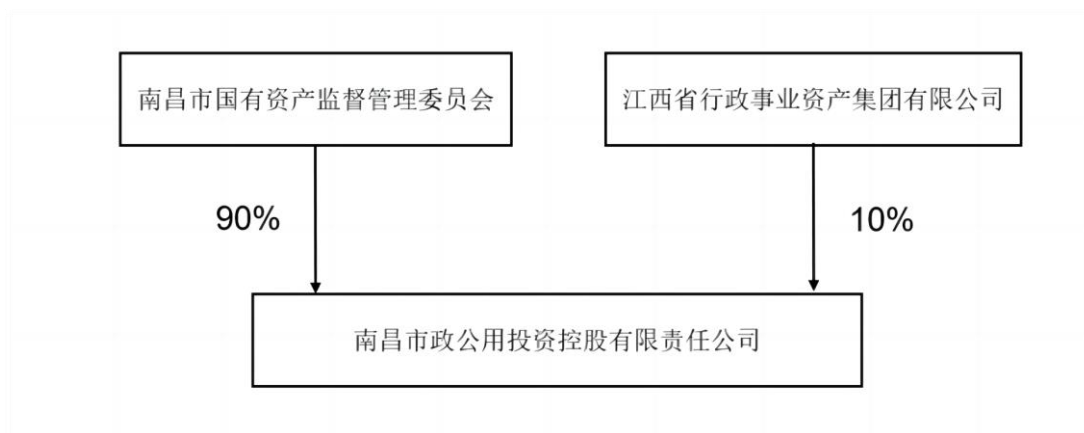 南昌市国有资产监督管理委员会
江西省行政事业资产集团有限公司
90%
10%
南昌市政公用投资控股有限责任公司